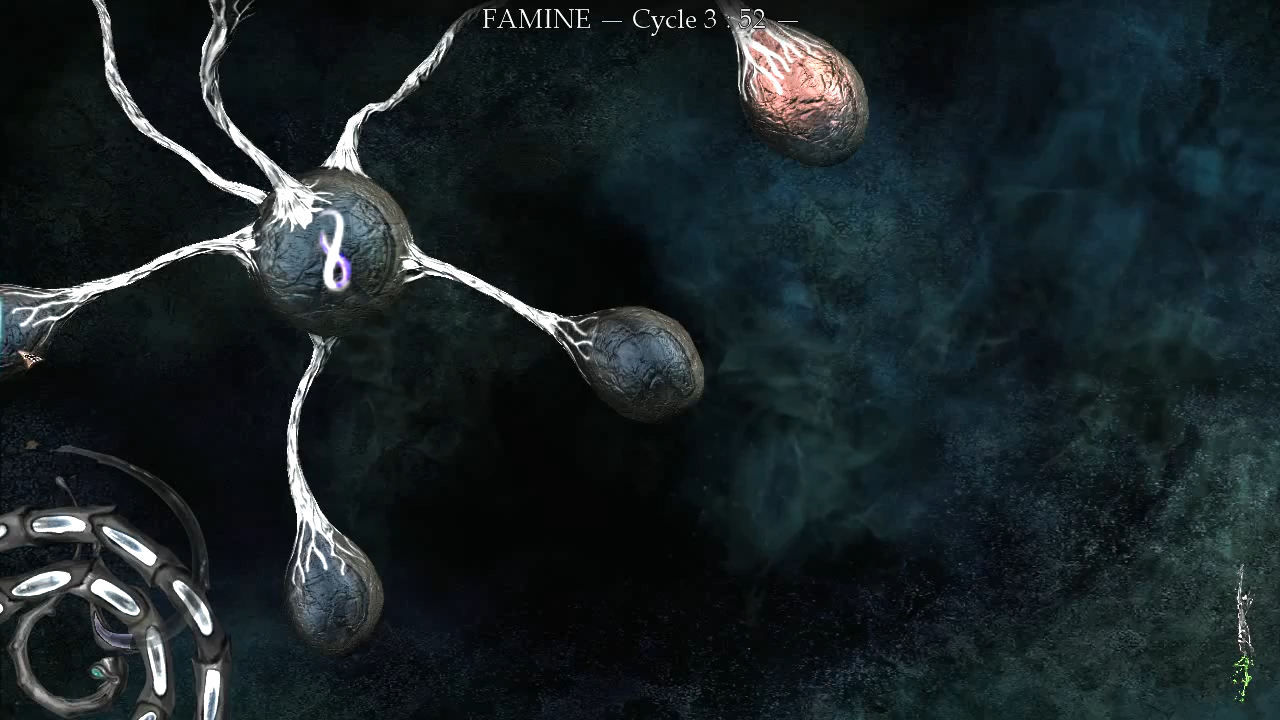 FAMINE — Cycle 3 : 52 —